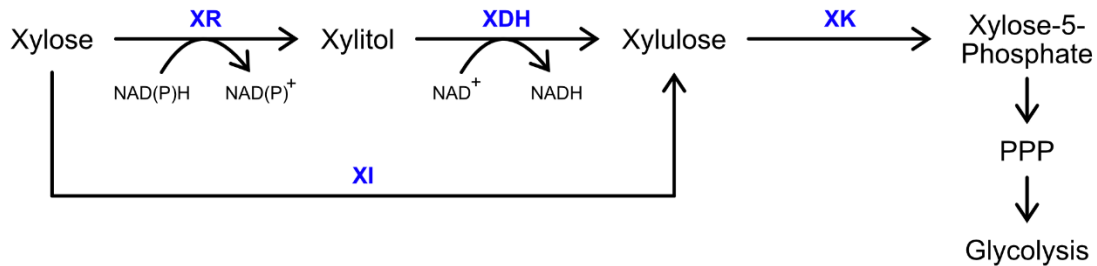 XR
XDH
XK
Xylose
Xylitol
Xylulose
Xylose-5-
Phosphate
NAD(P)H
NAD(P)+
NAD+
NADH
PPP
XI
Glycolysis